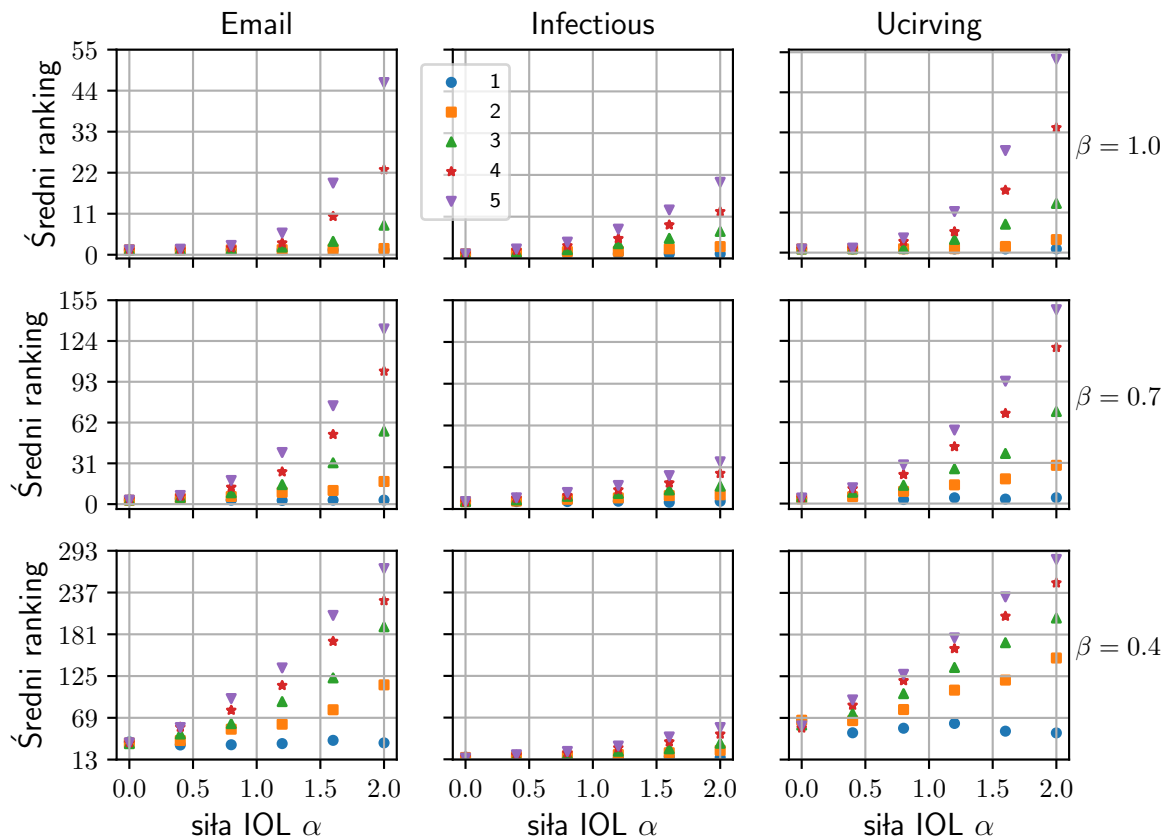 Email Infectious Ucirving
Średni ranking
55
44
33
22
11
0
1
2
3
4
5
β = 1.0
Średni ranking
155
124
93
62
31
0
β = 0.7
Średni ranking
293
237
181
125
69
13
β = 0.4
0.0 0.5 1.0 1.5 2.0 0.0 0.5 1.0 1.5 2.0 0.0 0.5 1.0 1.5 2.0
siła IOL α siła IOL α siła IOL α